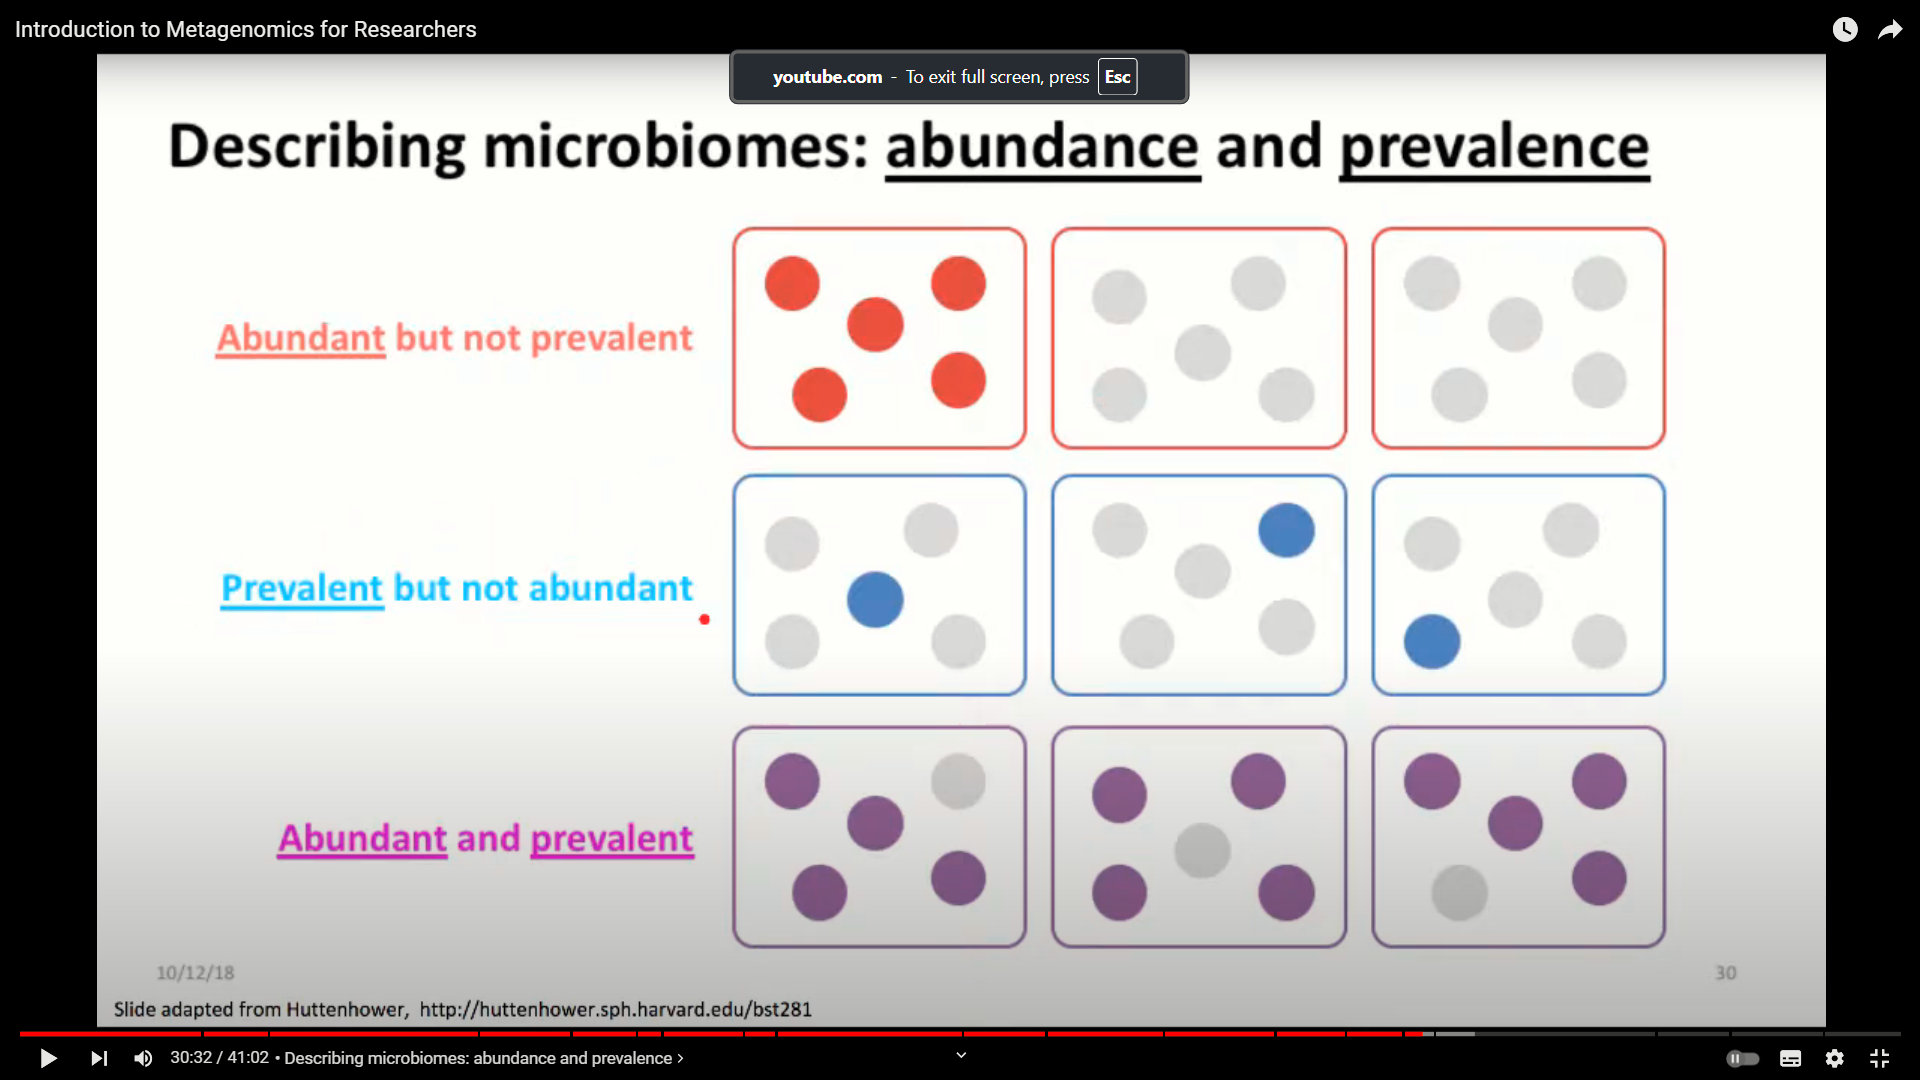 Introduction to Metagenomics for Researchers
youtube.com - To exit full screen, press Esc
Describing microbiomes: abundance and prevalence
Abundant but not prevalent
Prevalent but not abundant
Abundant and prevalent
10/12/18
30
Slide adapted from Huttenhower, http://huttenhower.sph.harvard.edu/bst281
30:32 / 41:02 • Describing microbiomes: abundance and prevalence >